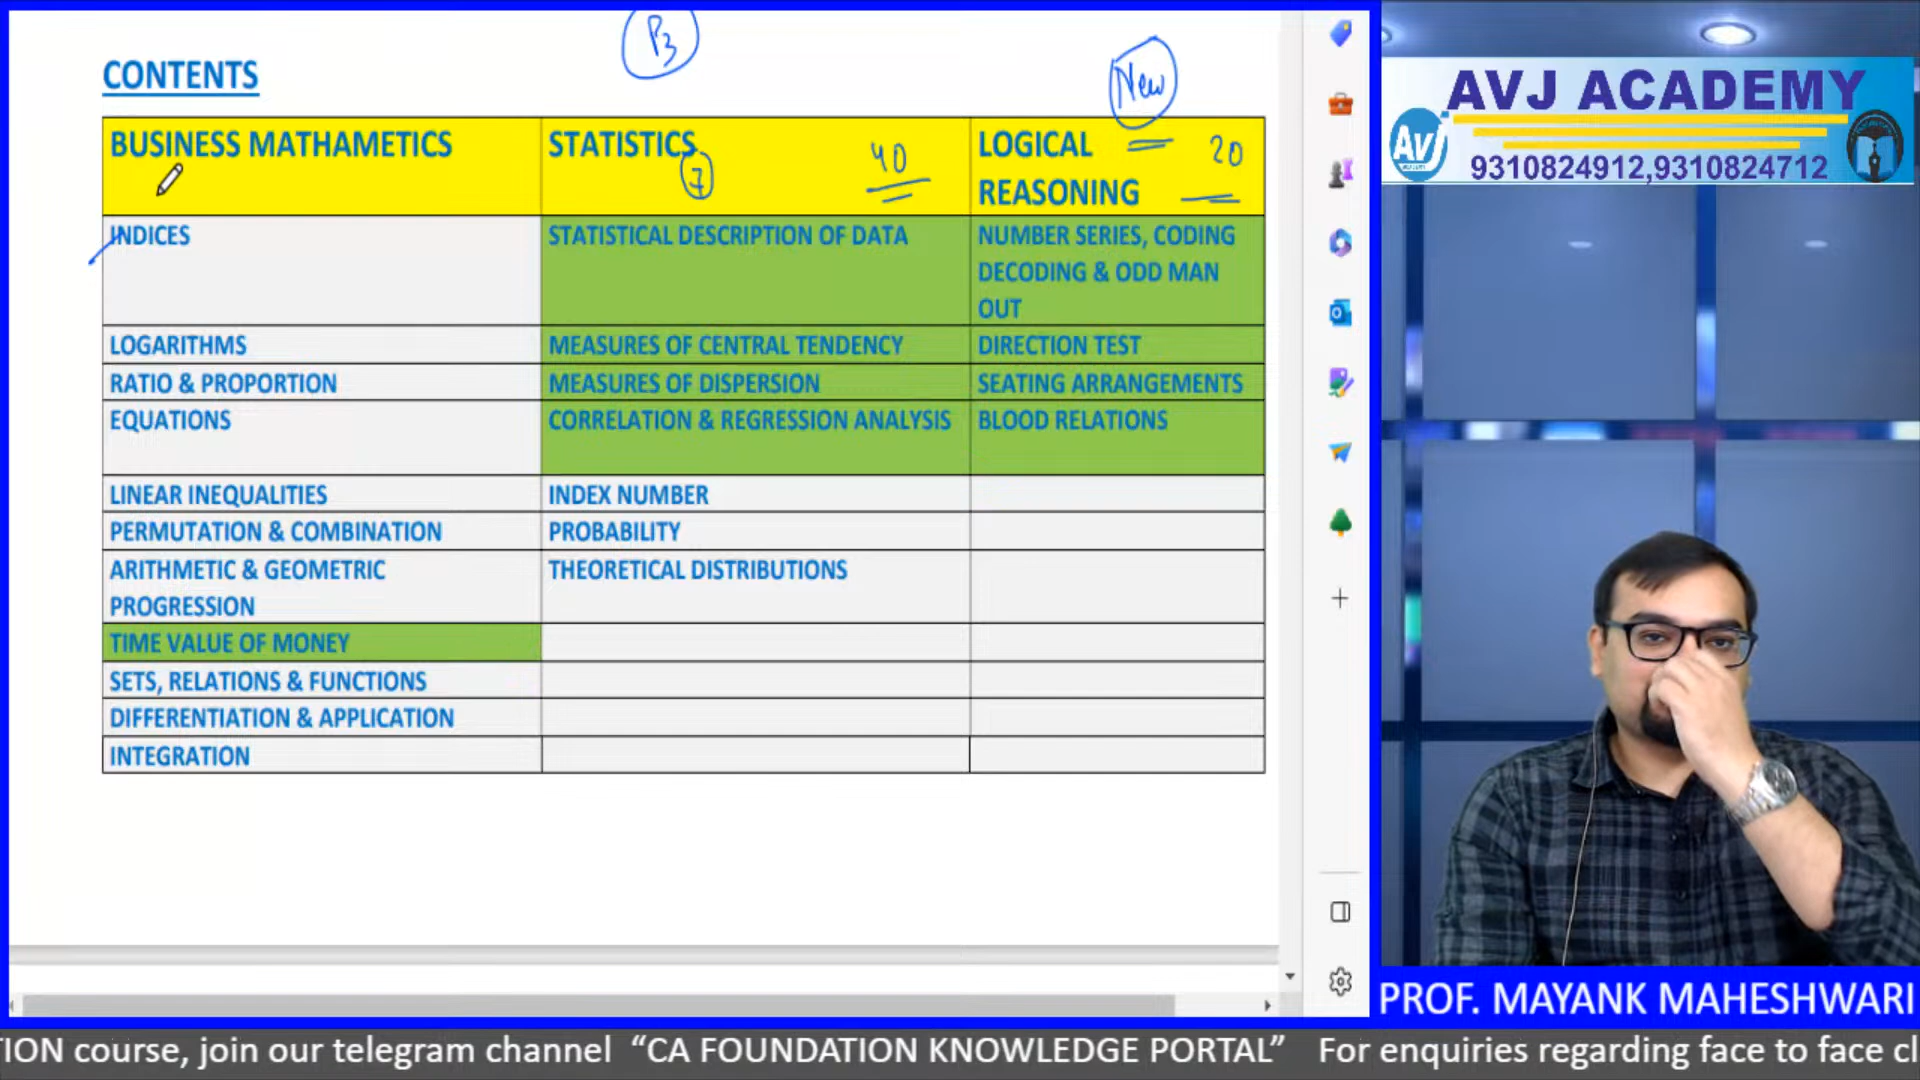 P3
New
CONTENTS
BUSINESS MATHAMETICS
STATISTICS
7
40
LOGICAL REASONING
20
INDICES
STATISTICAL DESCRIPTION OF DATA
NUMBER SERIES, CODING
DECODING & ODD MAN
OUT
LOGARITHMS
MEASURES OF CENTRAL TENDENCY
DIRECTION TEST
RATIO & PROPORTION
MEASURES OF DISPERSION
SEATING ARRANGEMENTS
EQUATIONS
CORRELATION & REGRESSION ANALYSIS
BLOOD RELATIONS
LINEAR INEQUALITIES
INDEX NUMBER
PERMUTATION & COMBINATION
PROBABILITY
ARITHMETIC & GEOMETRIC
PROGRESSION
THEORETICAL DISTRIBUTIONS
TIME VALUE OF MONEY
SETS, RELATIONS & FUNCTIONS
DIFFERENTIATION & APPLICATION
INTEGRATION
AVJ ACADEMY
AVJ
9310824912,9310824712
PROF. MAYANK MAHESHWARI
TION course, join our telegram channel “CA FOUNDATION KNOWLEDGE PORTAL” For enquiries regarding face to face cl